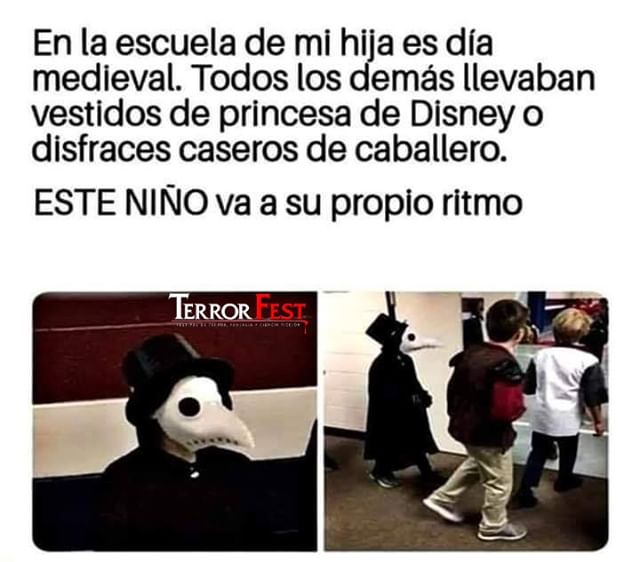 En la escuela de mi hija es día
medieval. Todos los demás llevaban
vestidos de princesa de Disney o
disfraces caseros de caballero.
ESTE NIÑO va a su propio ritmo
TERROR FEST